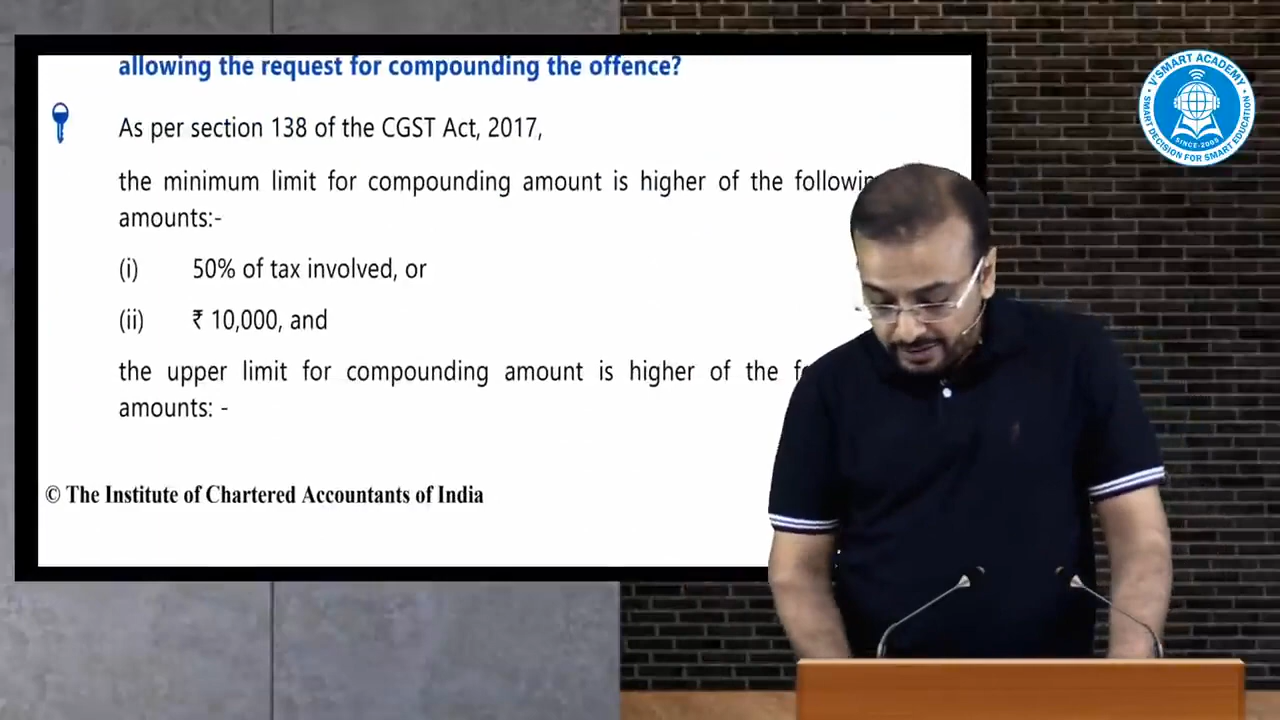 allowing the request for compounding the offence?
As per section 138 of the CGST Act, 2017,
the minimum limit for compounding amount is higher of the
amounts:-
(i) 50% of tax involved, or
(ii) ₹ 10,000, and
the upper limit for compounding amount is higher of the
amounts: -
© The Institute of Chartered Accountants of India
V'SMART ACADEMY
SMART DECISION FOR SMART EDUCATION
SINCE-2003